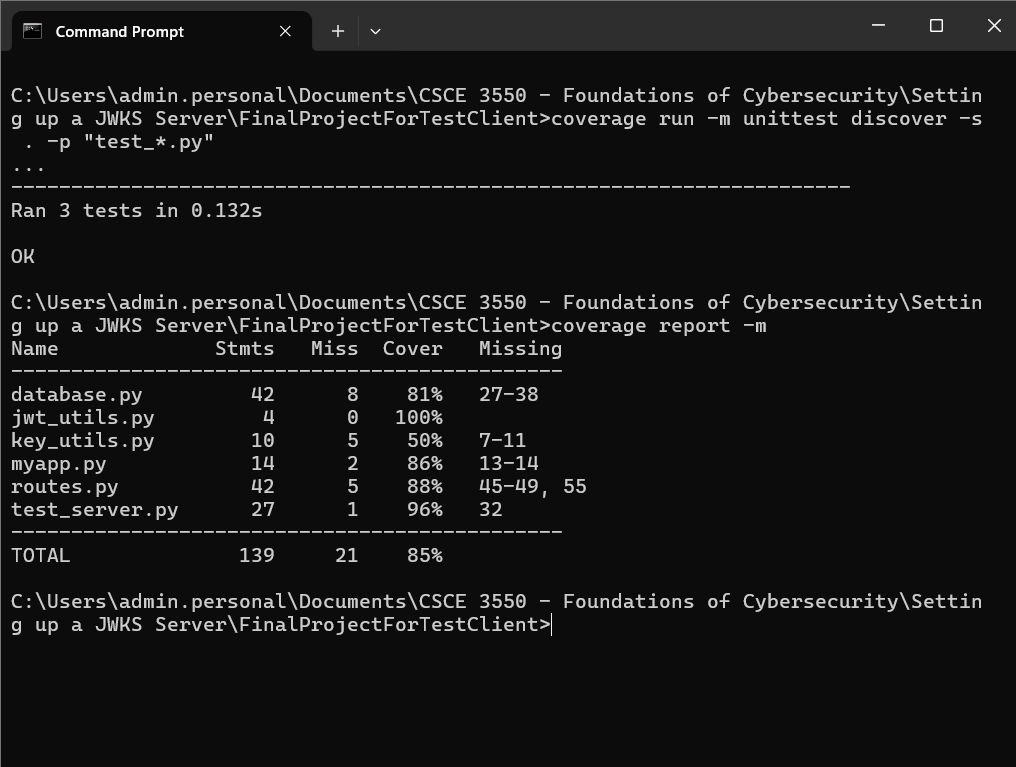 Command Prompt
C:\Users\admin.personal\Documents\CSCE 3550 - Foundations of Cybersecurity\Settin
g up a JWKS Server\FinalProjectForTestClient>coverage run -m unittest discover -s
 . -p "test_*.py"
...
----------------------------------------------------------------------
Ran 3 tests in 0.132s
OK
C:\Users\admin.personal\Documents\CSCE 3550 - Foundations of Cybersecurity\Settin
g up a JWKS Server\FinalProjectForTestClient>coverage report -m
Name             Stmts   Miss  Cover   Missing
----------------------------------------------
database.py         42      8    81%   27-38
jwt_utils.py         4      0   100%
key_utils.py        10      5    50%   7-11
myapp.py            14      2    86%   13-14
routes.py           42      5    88%   45-49, 55
test_server.py      27      1    96%   32
----------------------------------------------
TOTAL              139     21    85%
C:\Users\admin.personal\Documents\CSCE 3550 - Foundations of Cybersecurity\Settin
g up a JWKS Server\FinalProjectForTestClient>